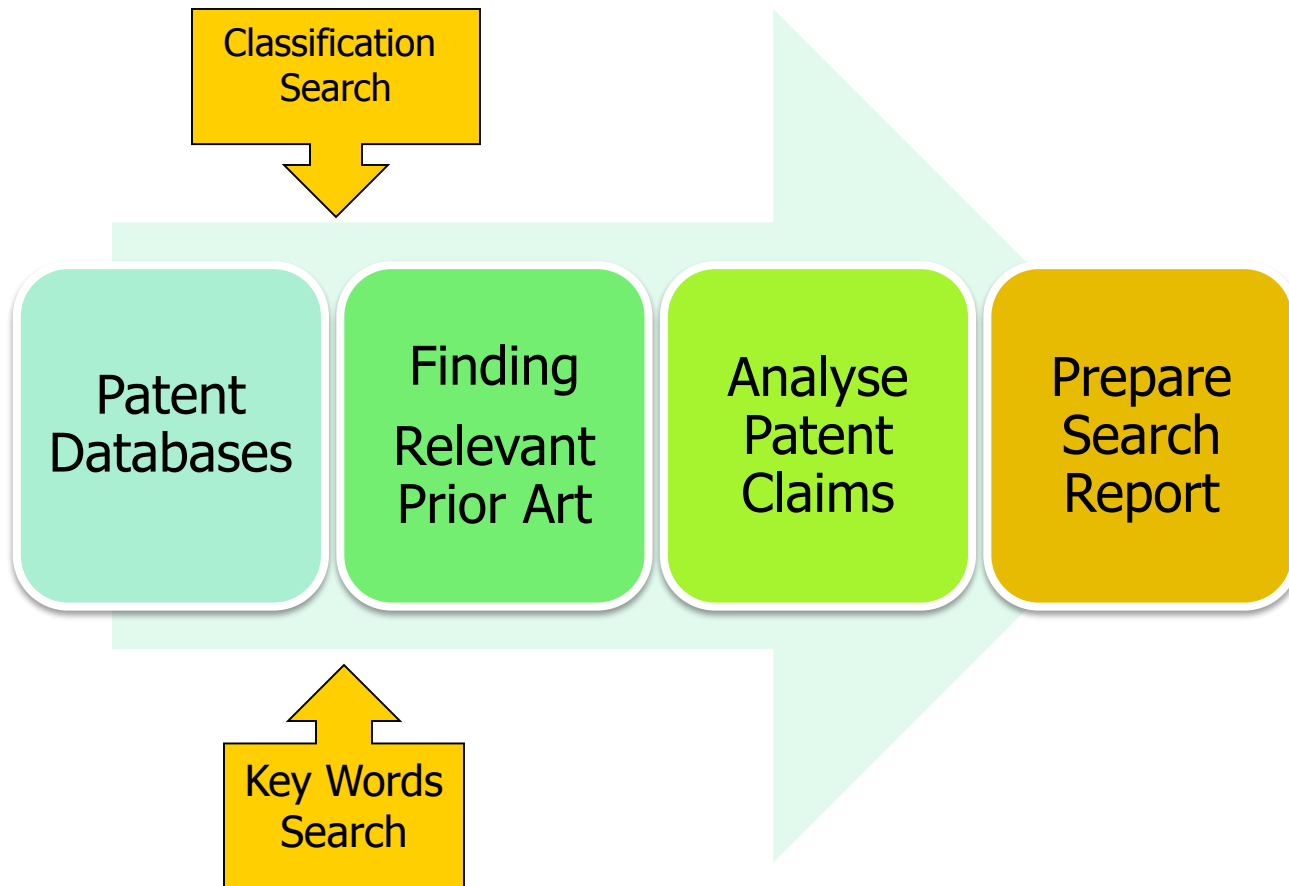 Classification
Search
Patent
Databases
Finding
Relevant
Prior Art
Analyse
Patent
Claims
Prepare
Search
Report
Key Words
Search